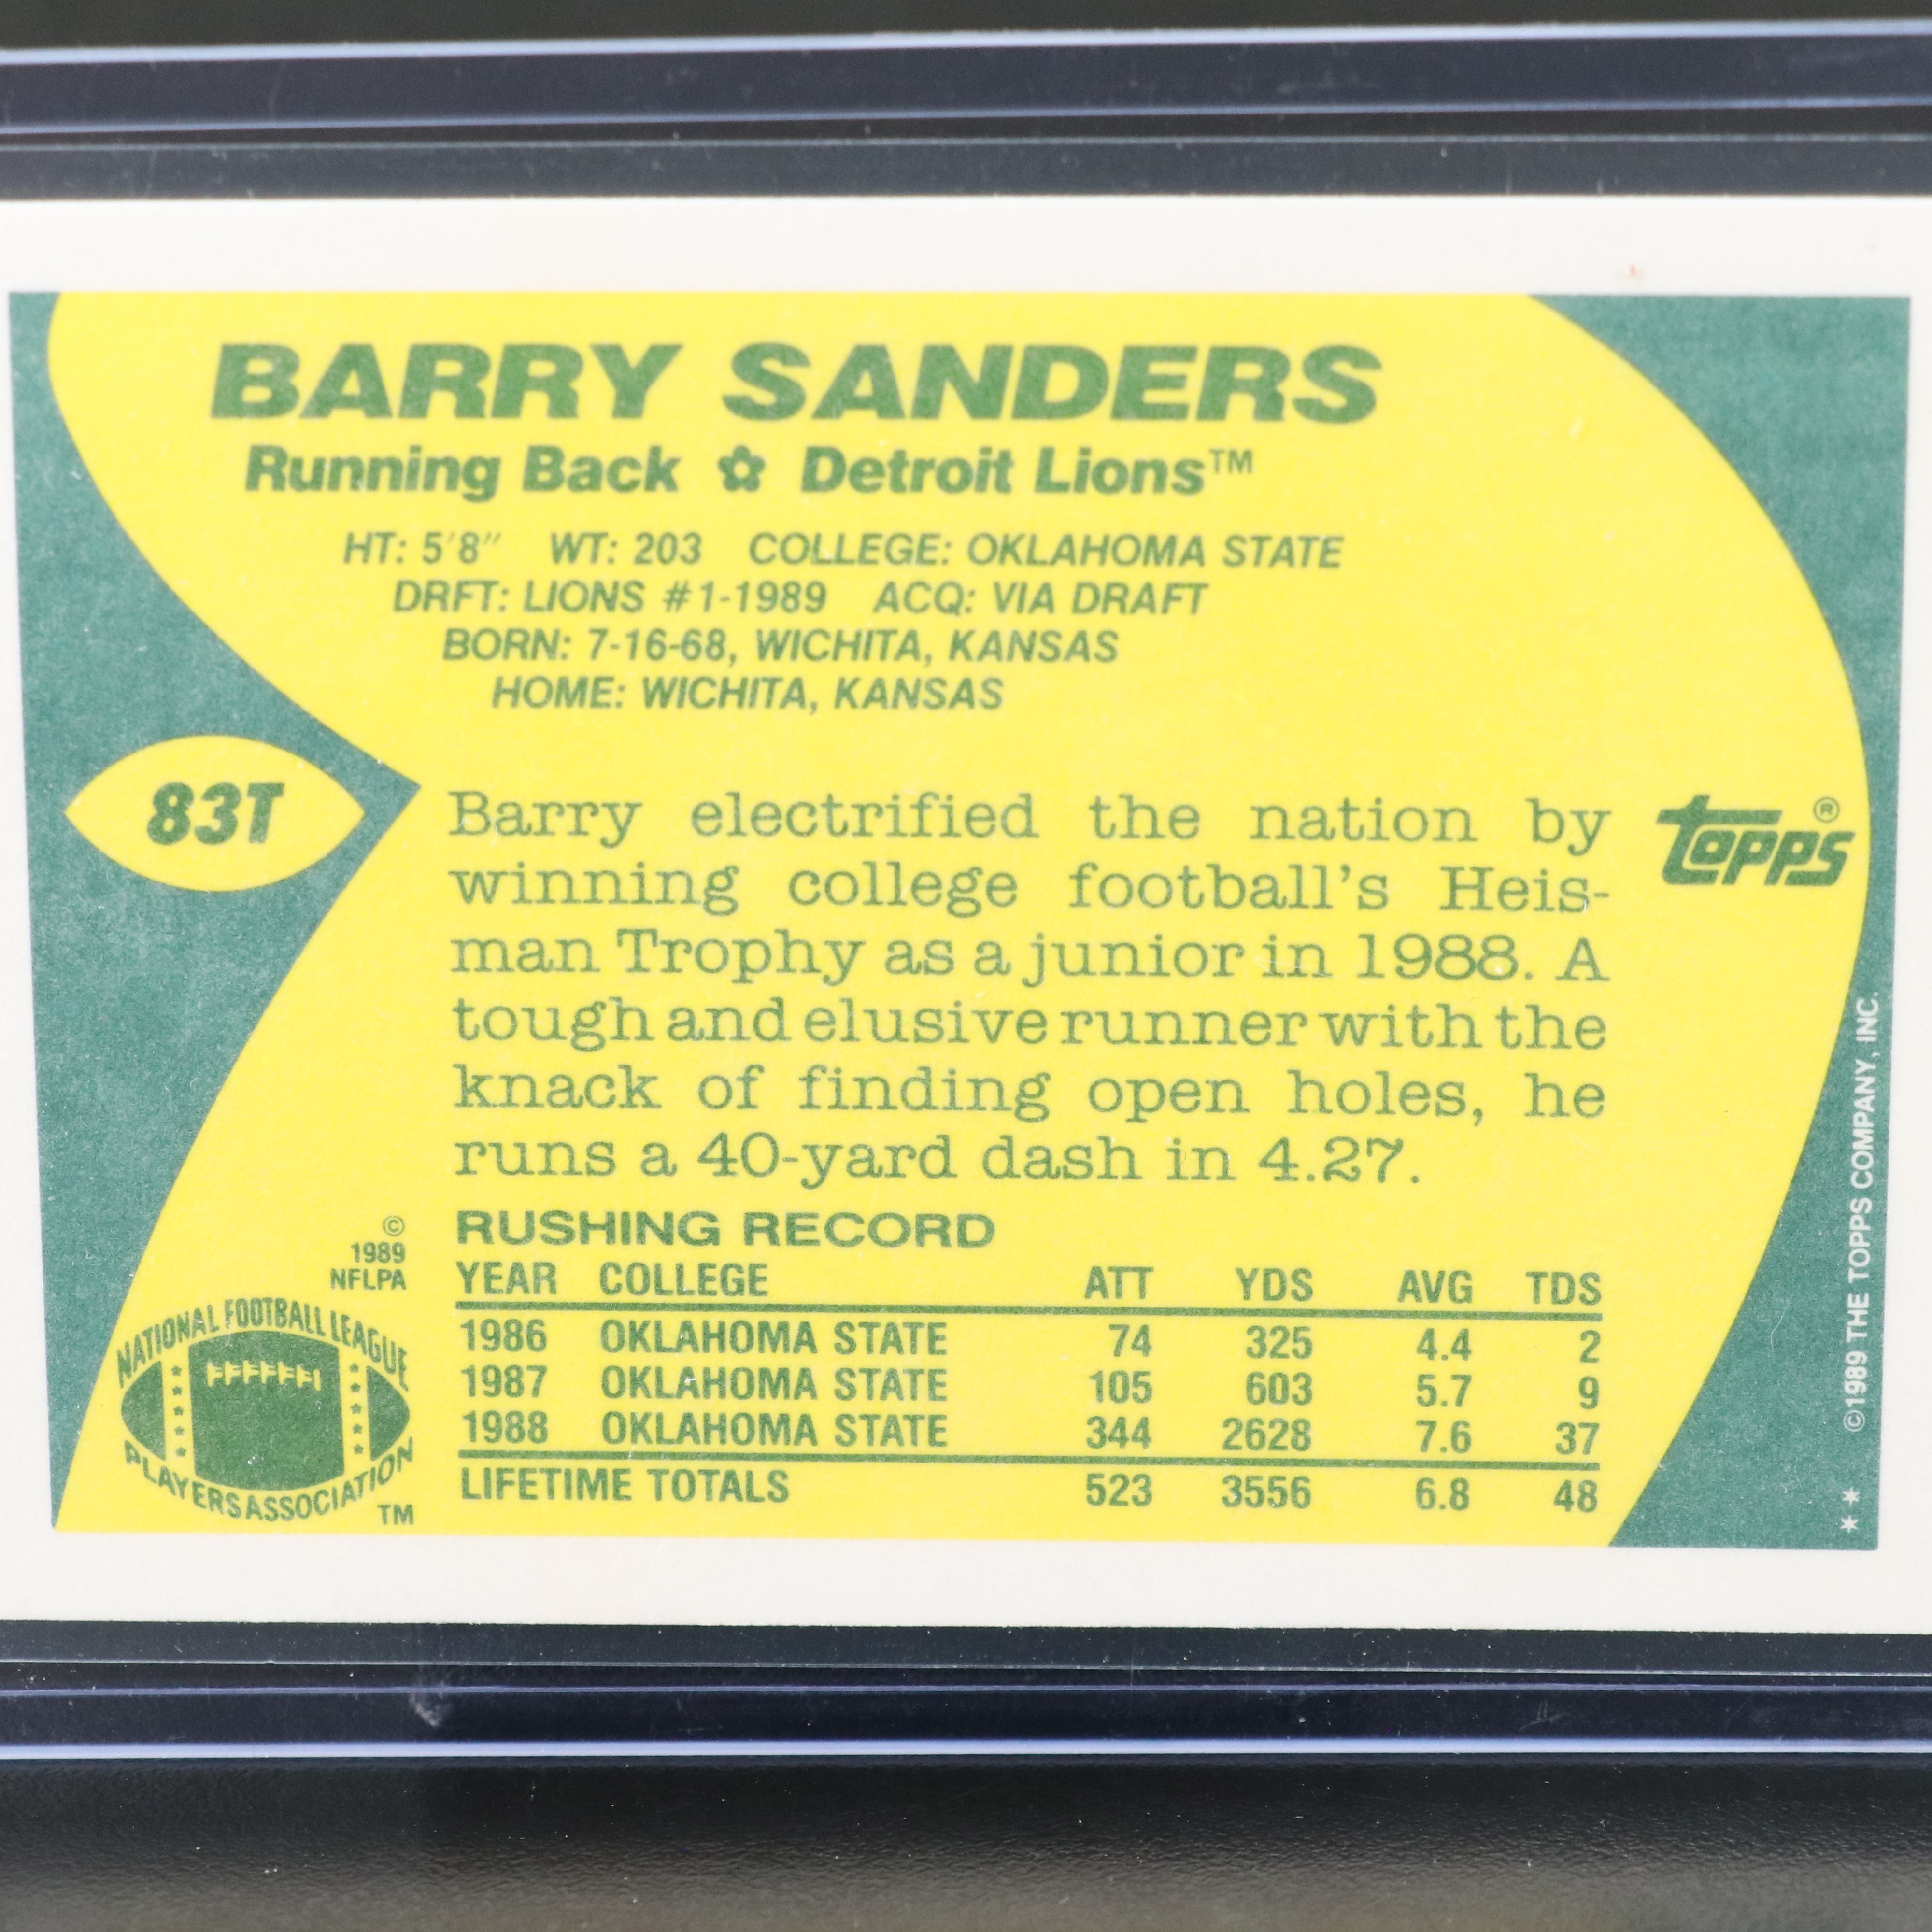 BARRY SANDERS
Running Back ✿ Detroit Lions™
HT: 5'8" WT: 203 COLLEGE: OKLAHOMA STATE
DRFT: LIONS #1-1989 ACQ: VIA DRAFT
BORN: 7-16-68, WICHITA, KANSAS
HOME: WICHITA, KANSAS
83T
Barry electrified the nation by
winning college football's Heis-
man Trophy as a junior in 1988. A
tough and elusive runner with the
knack of finding open holes, he
runs a 40-yard dash in 4.27.
topps®
©
1989
NFLPA
NATIONAL FOOTBALL LEAGUE
PLAYERS ASSOCIATION
TM
RUSHING RECORD
YEAR COLLEGE ATT YDS AVG TDS
1986 OKLAHOMA STATE 74 325 4.4 2
1987 OKLAHOMA STATE 105 603 5.7 9
1988 OKLAHOMA STATE 344 2628 7.6 37
LIFETIME TOTALS 523 3556 6.8 48
** ©1989 THE TOPPS COMPANY, INC.